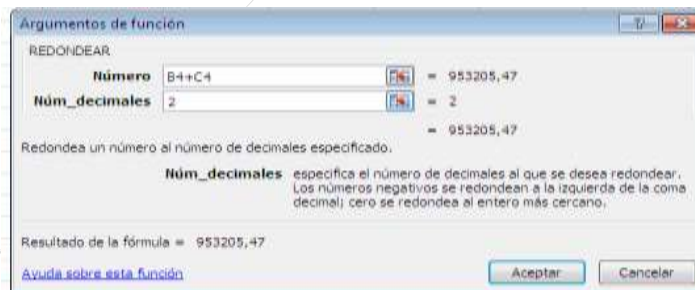 Argumentos de función
REDONDEAR
Número B4+C4 = 953205,47
Núm_decimales 2 = 2
= 953205,47
Redondea un número al número de decimales especificado.
Núm_decimales especifica el número de decimales al que se desea redondear.
Los números negativos se redondean a la izquierda de la coma
decimal; cero se redondea al entero más cercano.
Resultado de la fórmula = 953205,47
Ayuda sobre esta función Aceptar Cancelar